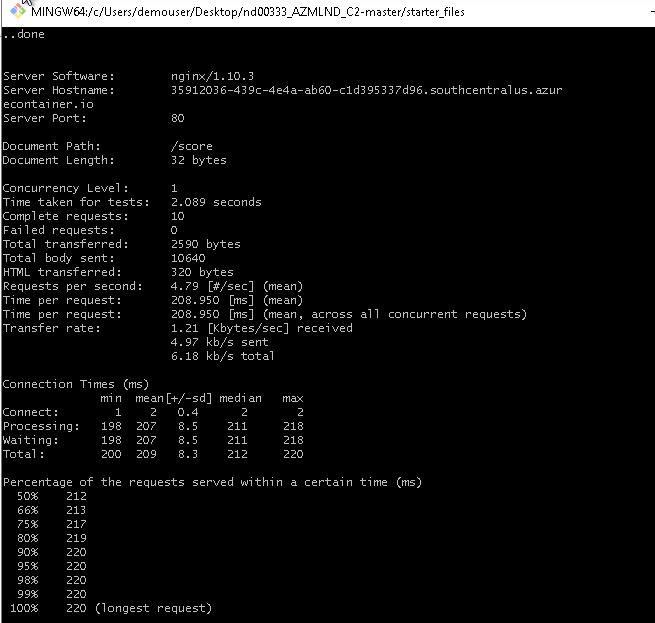 MINGW64:/c/Users/demouser/Desktop/nd00333_AZMLND_C2-master/starter_files
..done
Server Software: nginx/1.10.3
Server Hostname: 35912036-439c-4e4a-ab60-c1d395337d96.southcentralus.azur
econtainer.io
Server Port: 80
Document Path: /score
Document Length: 32 bytes
Concurrency Level: 1
Time taken for tests: 2.089 seconds
Complete requests: 10
Failed requests: 0
Total transferred: 2590 bytes
Total body sent: 10640
HTML transferred: 320 bytes
Requests per second: 4.79 [#/sec] (mean)
Time per request: 208.950 [ms] (mean)
Time per request: 208.950 [ms] (mean, across all concurrent requests)
Transfer rate: 1.21 [Kbytes/sec] received
4.97 kb/s sent
6.18 kb/s total
Connection Times (ms)
min mean[+/-sd] median max
Connect: 1 2 0.4 2 2
Processing: 198 207 8.5 211 218
Waiting: 198 207 8.5 211 218
Total: 200 209 8.3 212 220
Percentage of the requests served within a certain time (ms)
50% 212
66% 213
75% 217
80% 219
90% 220
95% 220
98% 220
99% 220
100% 220 (longest request)